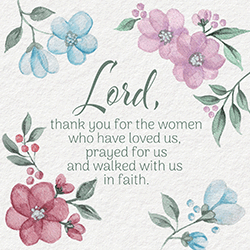 Lord,
thank you for the women
who have loved us,
prayed for us
and walked with us
in faith.